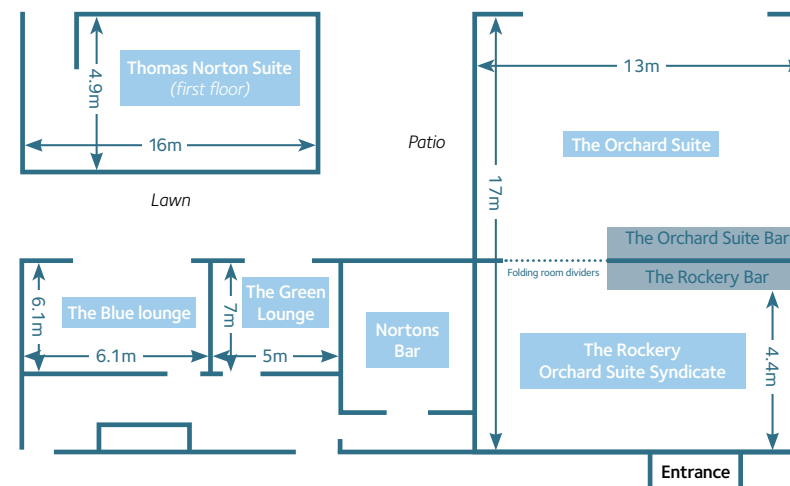 Thomas Norton Suite
(first floor)
4.9m
16m
Lawn
Patio
13m
17m
The Orchard Suite
The Orchard Suite Bar
Folding room dividers
The Rockery Bar
6.1m
The Blue lounge
6.1m
7m
The Green
Lounge
5m
Nortons
Bar
The Rockery
Orchard Suite Syndicate
4.4m
Entrance